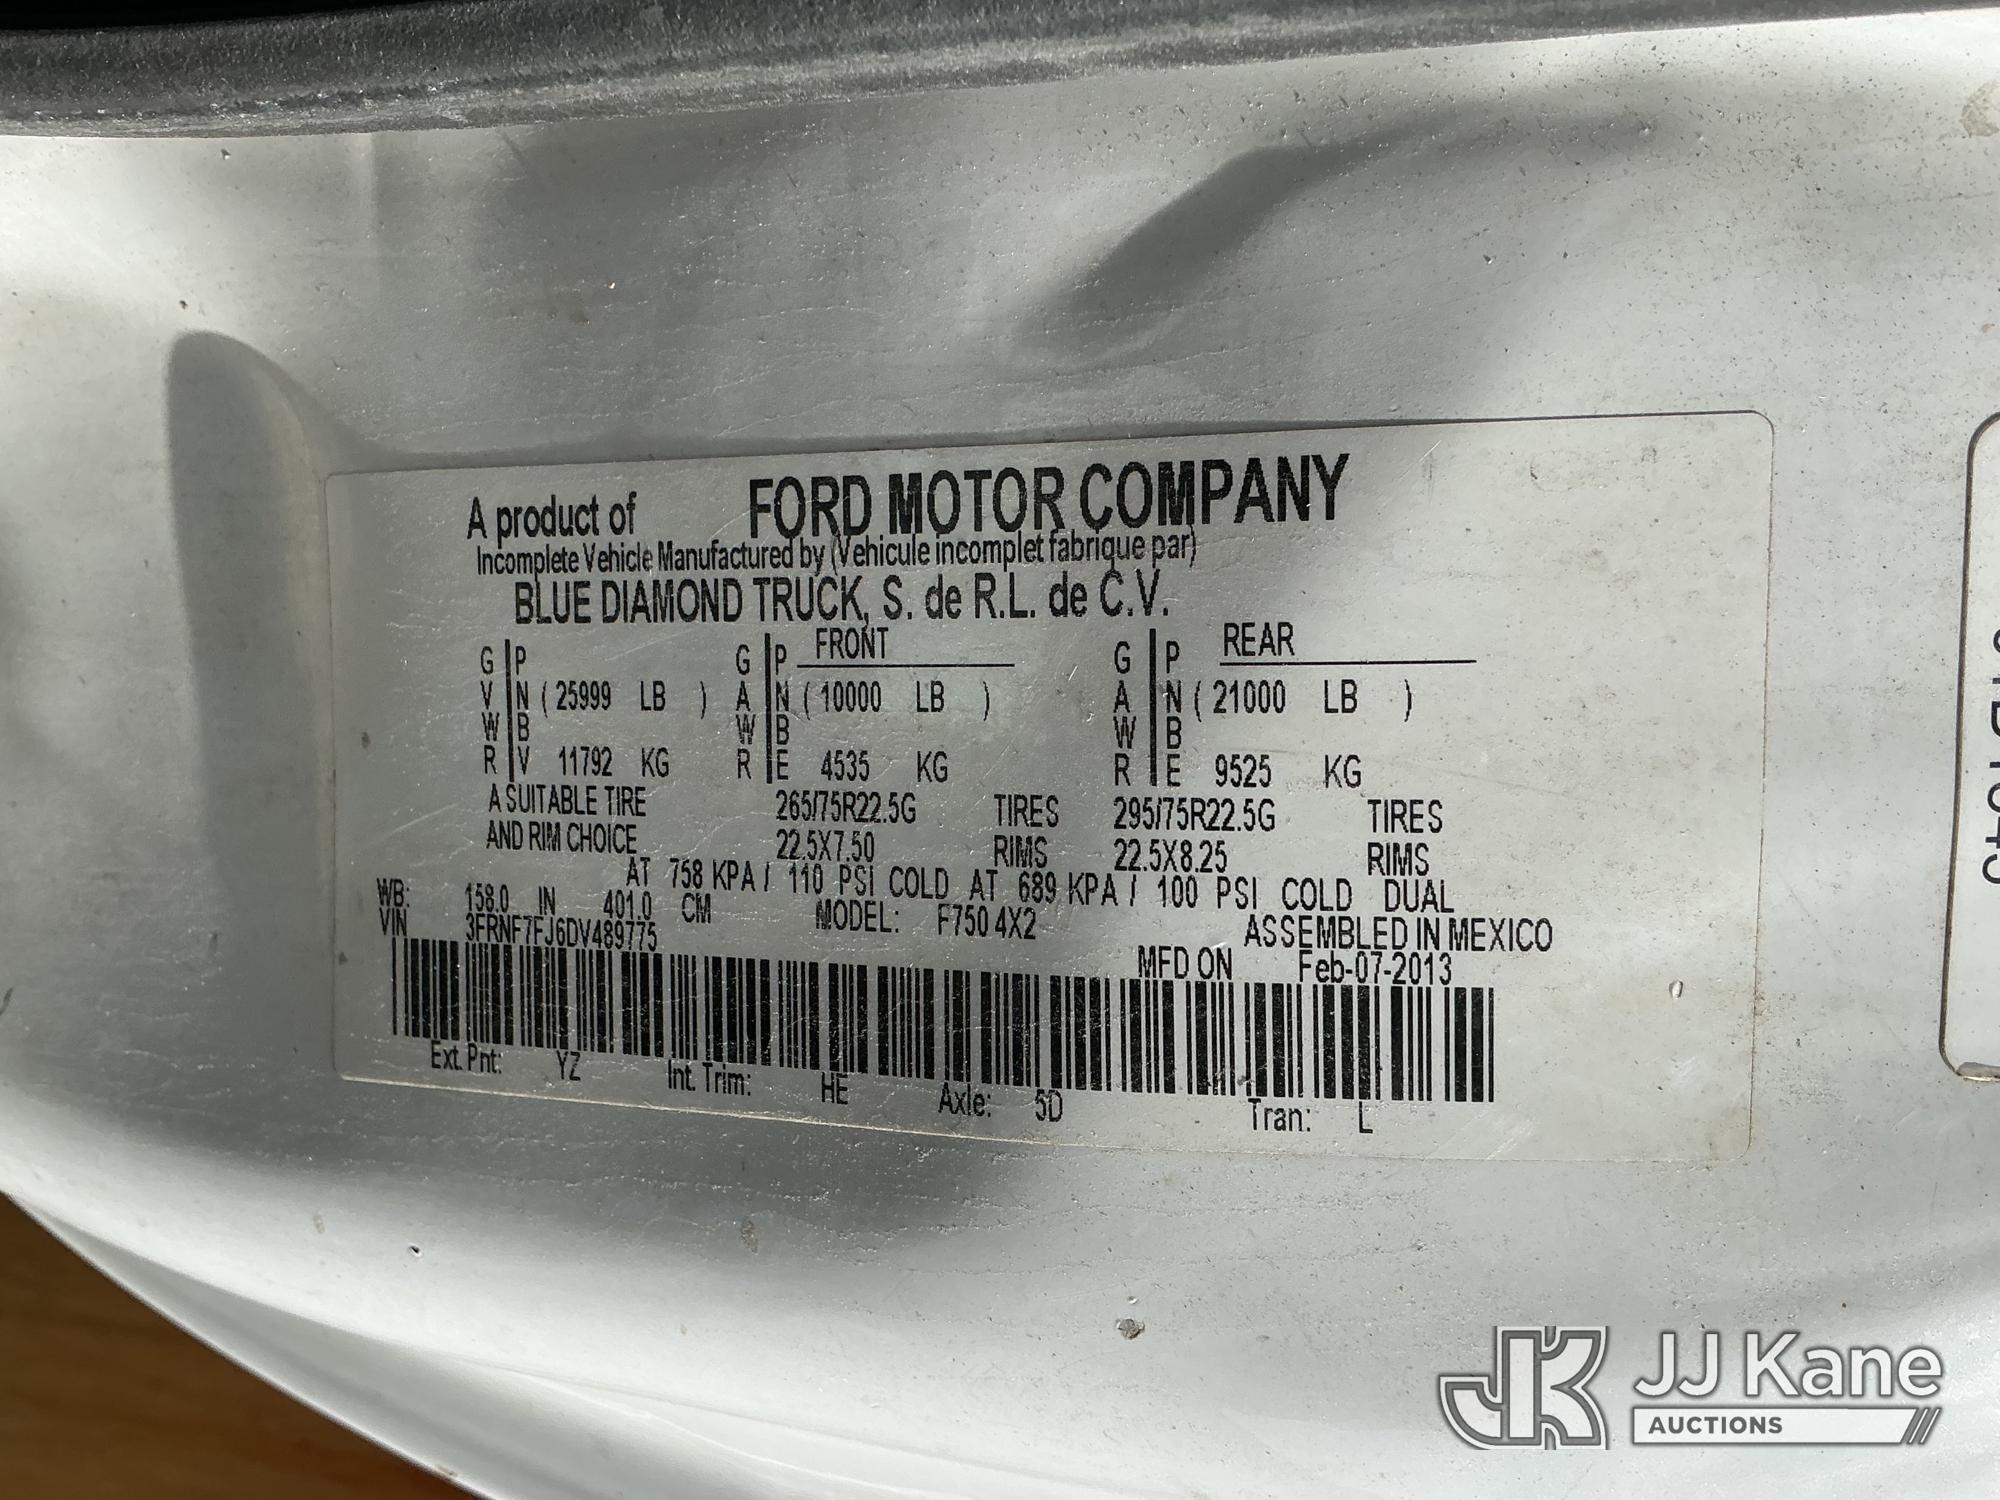 A product of FORD MOTOR COMPANY
Incomplete Vehicle Manufactured by (Vehicule incomplet fabrique par)
BLUE DIAMOND TRUCK, S. de R.L. de C.V.
G P G P FRONT G P REAR
V N ( 25999 LB ) A N ( 10000 LB ) A N ( 21000 LB )
W B W B W B
R V 11792 KG R E 4535 KG R E 9525 KG
A SUITABLE TIRE 265/75R22.5G TIRES 295/75R22.5G TIRES
AND RIM CHOICE 22.5X7.50 RIMS 22.5X8.25 RIMS
AT 758 KPA / 110 PSI COLD AT 689 KPA / 100 PSI COLD DUAL
WB: 158.0 IN 401.0 CM MODEL: F750 4X2 ASSEMBLED IN MEXICO
VIN 3FRNF7FJ6DV489775 MFD ON Feb-07-2013
Ext. Pnt: YZ Int. Trim: HE Axle: 5D Tran: L
JJ Kane
AUCTIONS